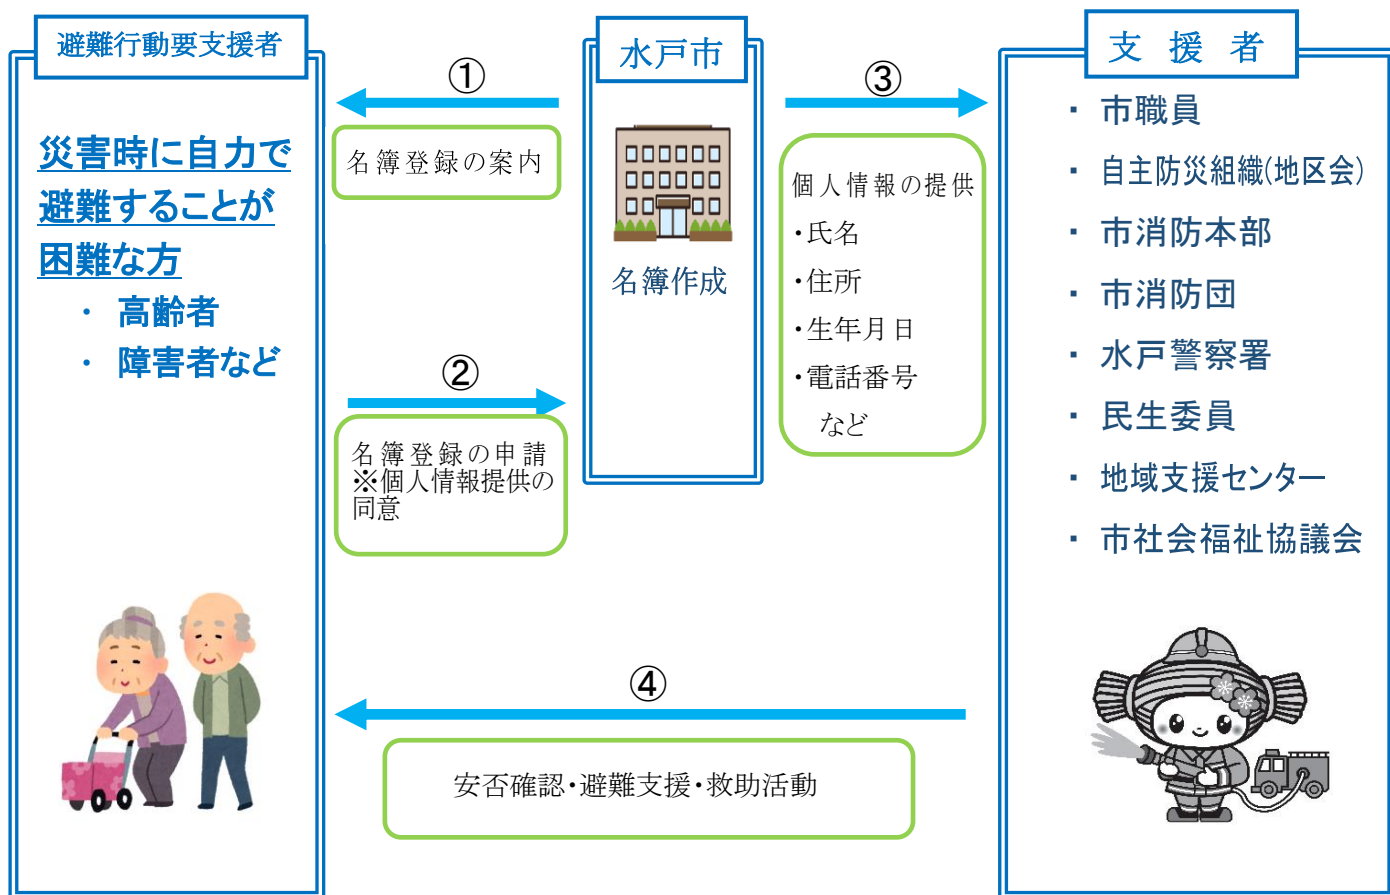 避難行動要支援者
災害時に自力で
避難することが
困難な方
・ 高齢者
・ 障害者など
①
名簿登録の案内
②
名簿登録の申請
※個人情報提供の
同意
水戸市
名簿作成
③
個人情報の提供
・氏名
・住所
・生年月日
・電話番号
など
支援者
・ 市職員
・ 自主防災組織(地区会)
・ 市消防本部
・ 市消防団
・ 水戸警察署
・ 民生委員
・ 地域支援センター
・ 市社会福祉協議会
④
安否確認・避難支援・救助活動